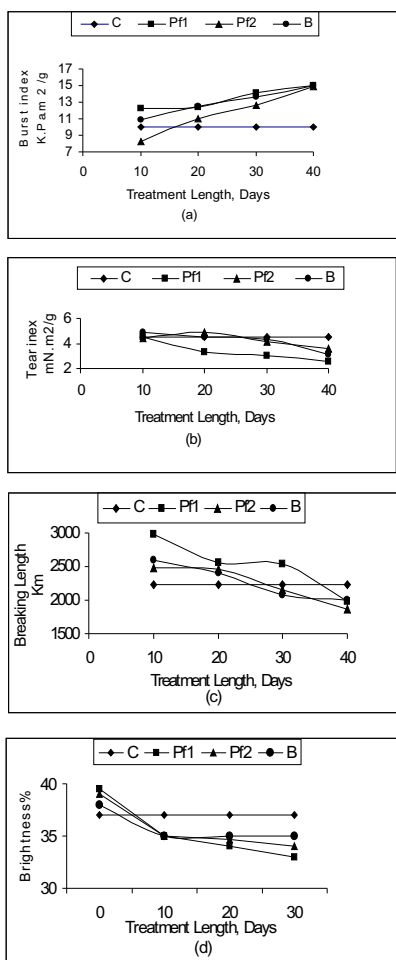 C Pf1 Pf2 B
Burst index
K.Pam 2 /g
17
15
13
11
9
7
0 10 20 30 40
Treatment Length, Days
(a)
C Pf1 Pf2 B
Tear inex
mN.m2/g
6
4
2
0 10 20 30 40
Treatment Length, Days
(b)
C Pf1 Pf2 B
Breaking Length
Km
3000
2500
2000
1500
0 10 20 30 40
Treatment Length, Days
(c)
C Pf1 Pf2 B
Brightness%
40
35
30
0 10 20 30
Treatment Length, Days
(d)